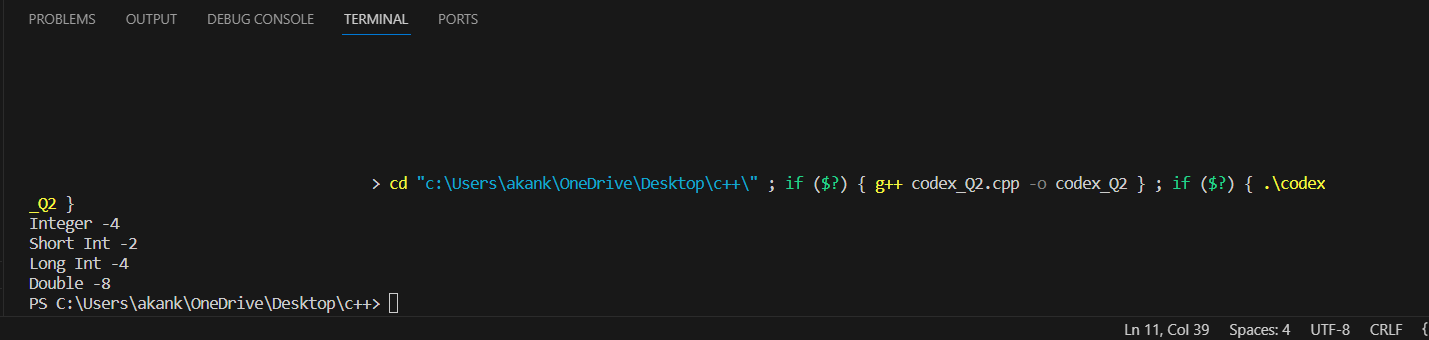 PROBLEMS OUTPUT DEBUG CONSOLE TERMINAL PORTS
> cd "c:\Users\akank\OneDrive\Desktop\c++\" ; if ($?) { g++ codex_Q2.cpp -o codex_Q2 } ; if ($?) { .\codex
_Q2 }
Integer -4
Short Int -2
Long Int -4
Double -8
PS C:\Users\akank\OneDrive\Desktop\c++>
Ln 11, Col 39 Spaces: 4 UTF-8 CRLF {